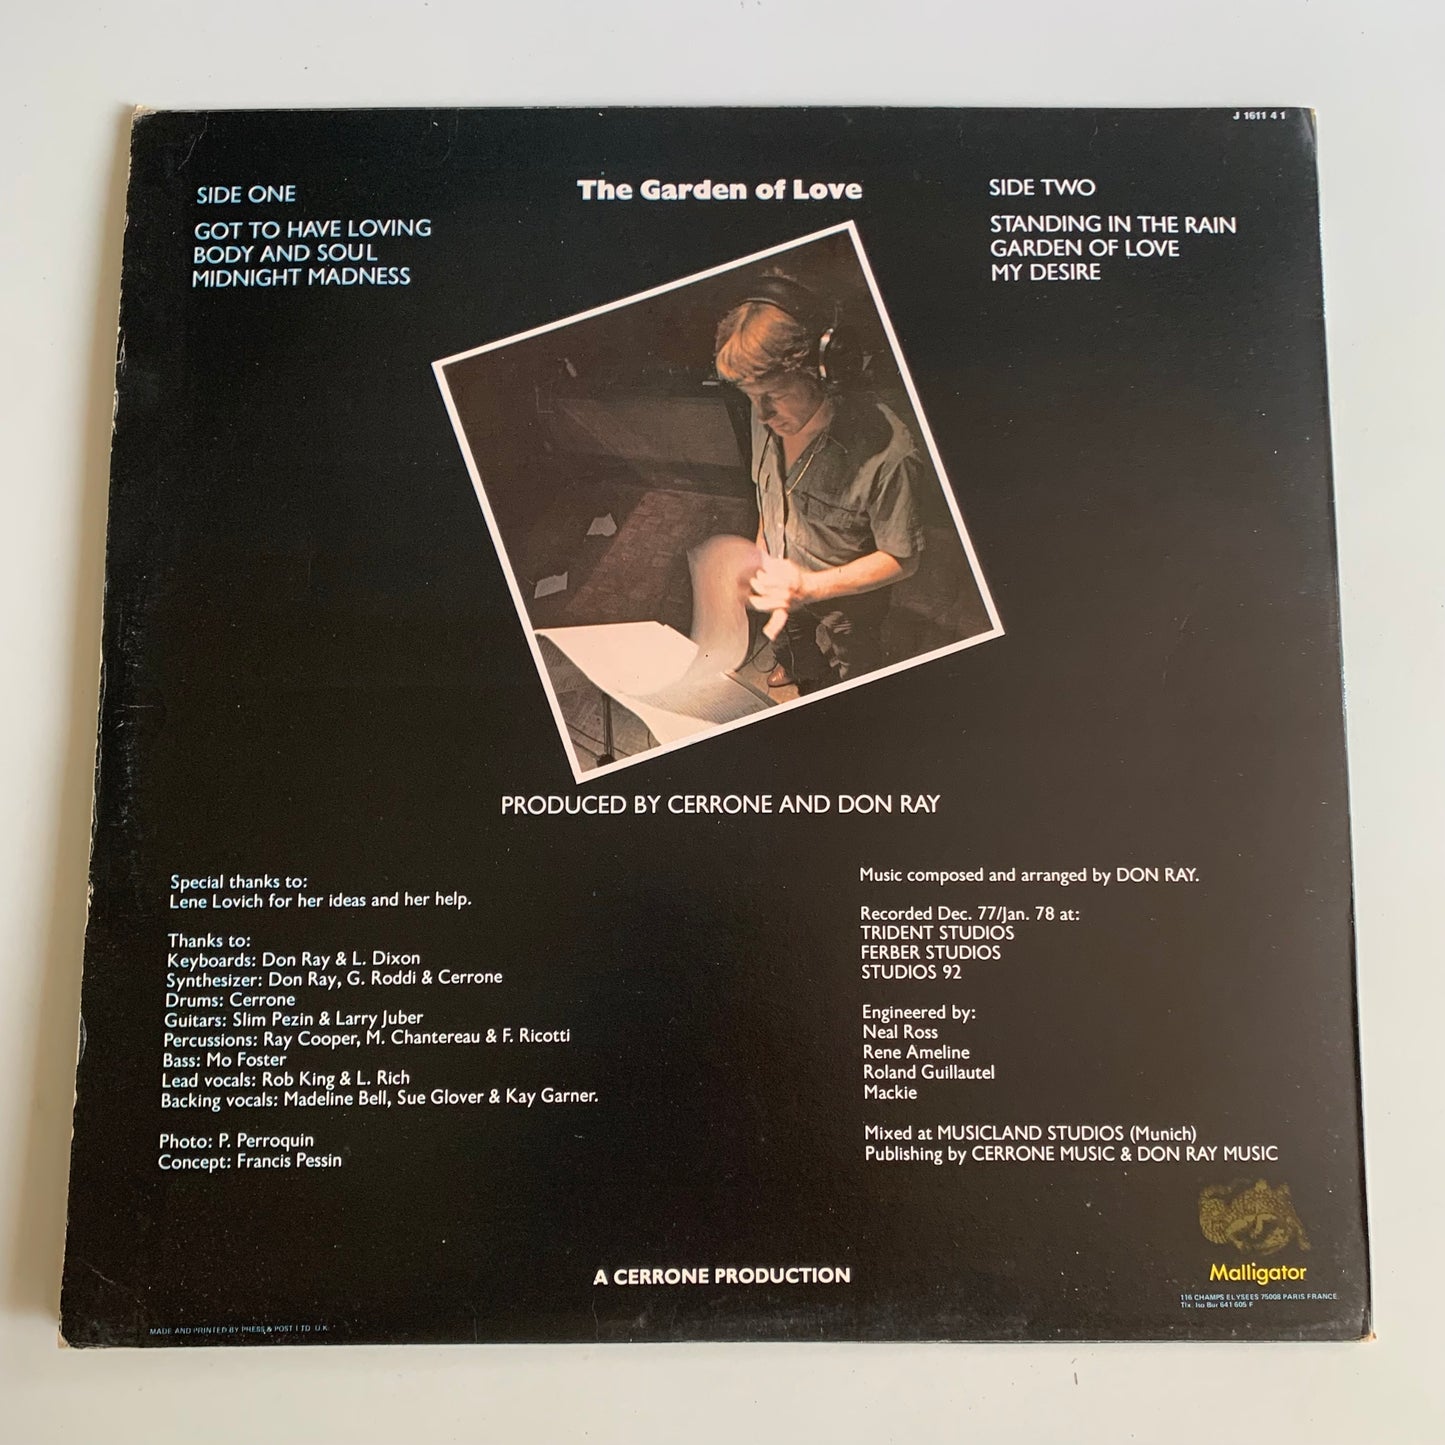 J 1611 4 1
SIDE ONE
GOT TO HAVE LOVING
BODY AND SOUL
MIDNIGHT MADNESS
The Garden of Love
SIDE TWO
STANDING IN THE RAIN
GARDEN OF LOVE
MY DESIRE
PRODUCED BY CERRONE AND DON RAY
Special thanks to:
Lene Lovich for her ideas and her help.
Thanks to:
Keyboards: Don Ray & L. Dixon
Synthesizer: Don Ray, G. Roddi & Cerrone
Drums: Cerrone
Guitars: Slim Pezin & Larry Juber
Percussions: Ray Cooper, M. Chantereau & F. Ricotti
Bass: Mo Foster
Lead vocals: Rob King & L. Rich
Backing vocals: Madeline Bell, Sue Glover & Kay Garner.
Photo: P. Perroquin
Concept: Francis Pessin
Music composed and arranged by DON RAY.
Recorded Dec. 77/Jan. 78 at:
TRIDENT STUDIOS
FERBER STUDIOS
STUDIOS 92
Engineered by:
Neal Ross
Rene Ameline
Roland Guillautel
Mackie
Mixed at MUSICLAND STUDIOS (Munich)
Publishing by CERRONE MUSIC & DON RAY MUSIC
A CERRONE PRODUCTION
Malligator
116 CHAMPS ELYSEES 75008 PARIS FRANCE.
Tlx. Iso Bur 641 605 F
MADE AND PRINTED BY PRESS & POST LTD U.K.